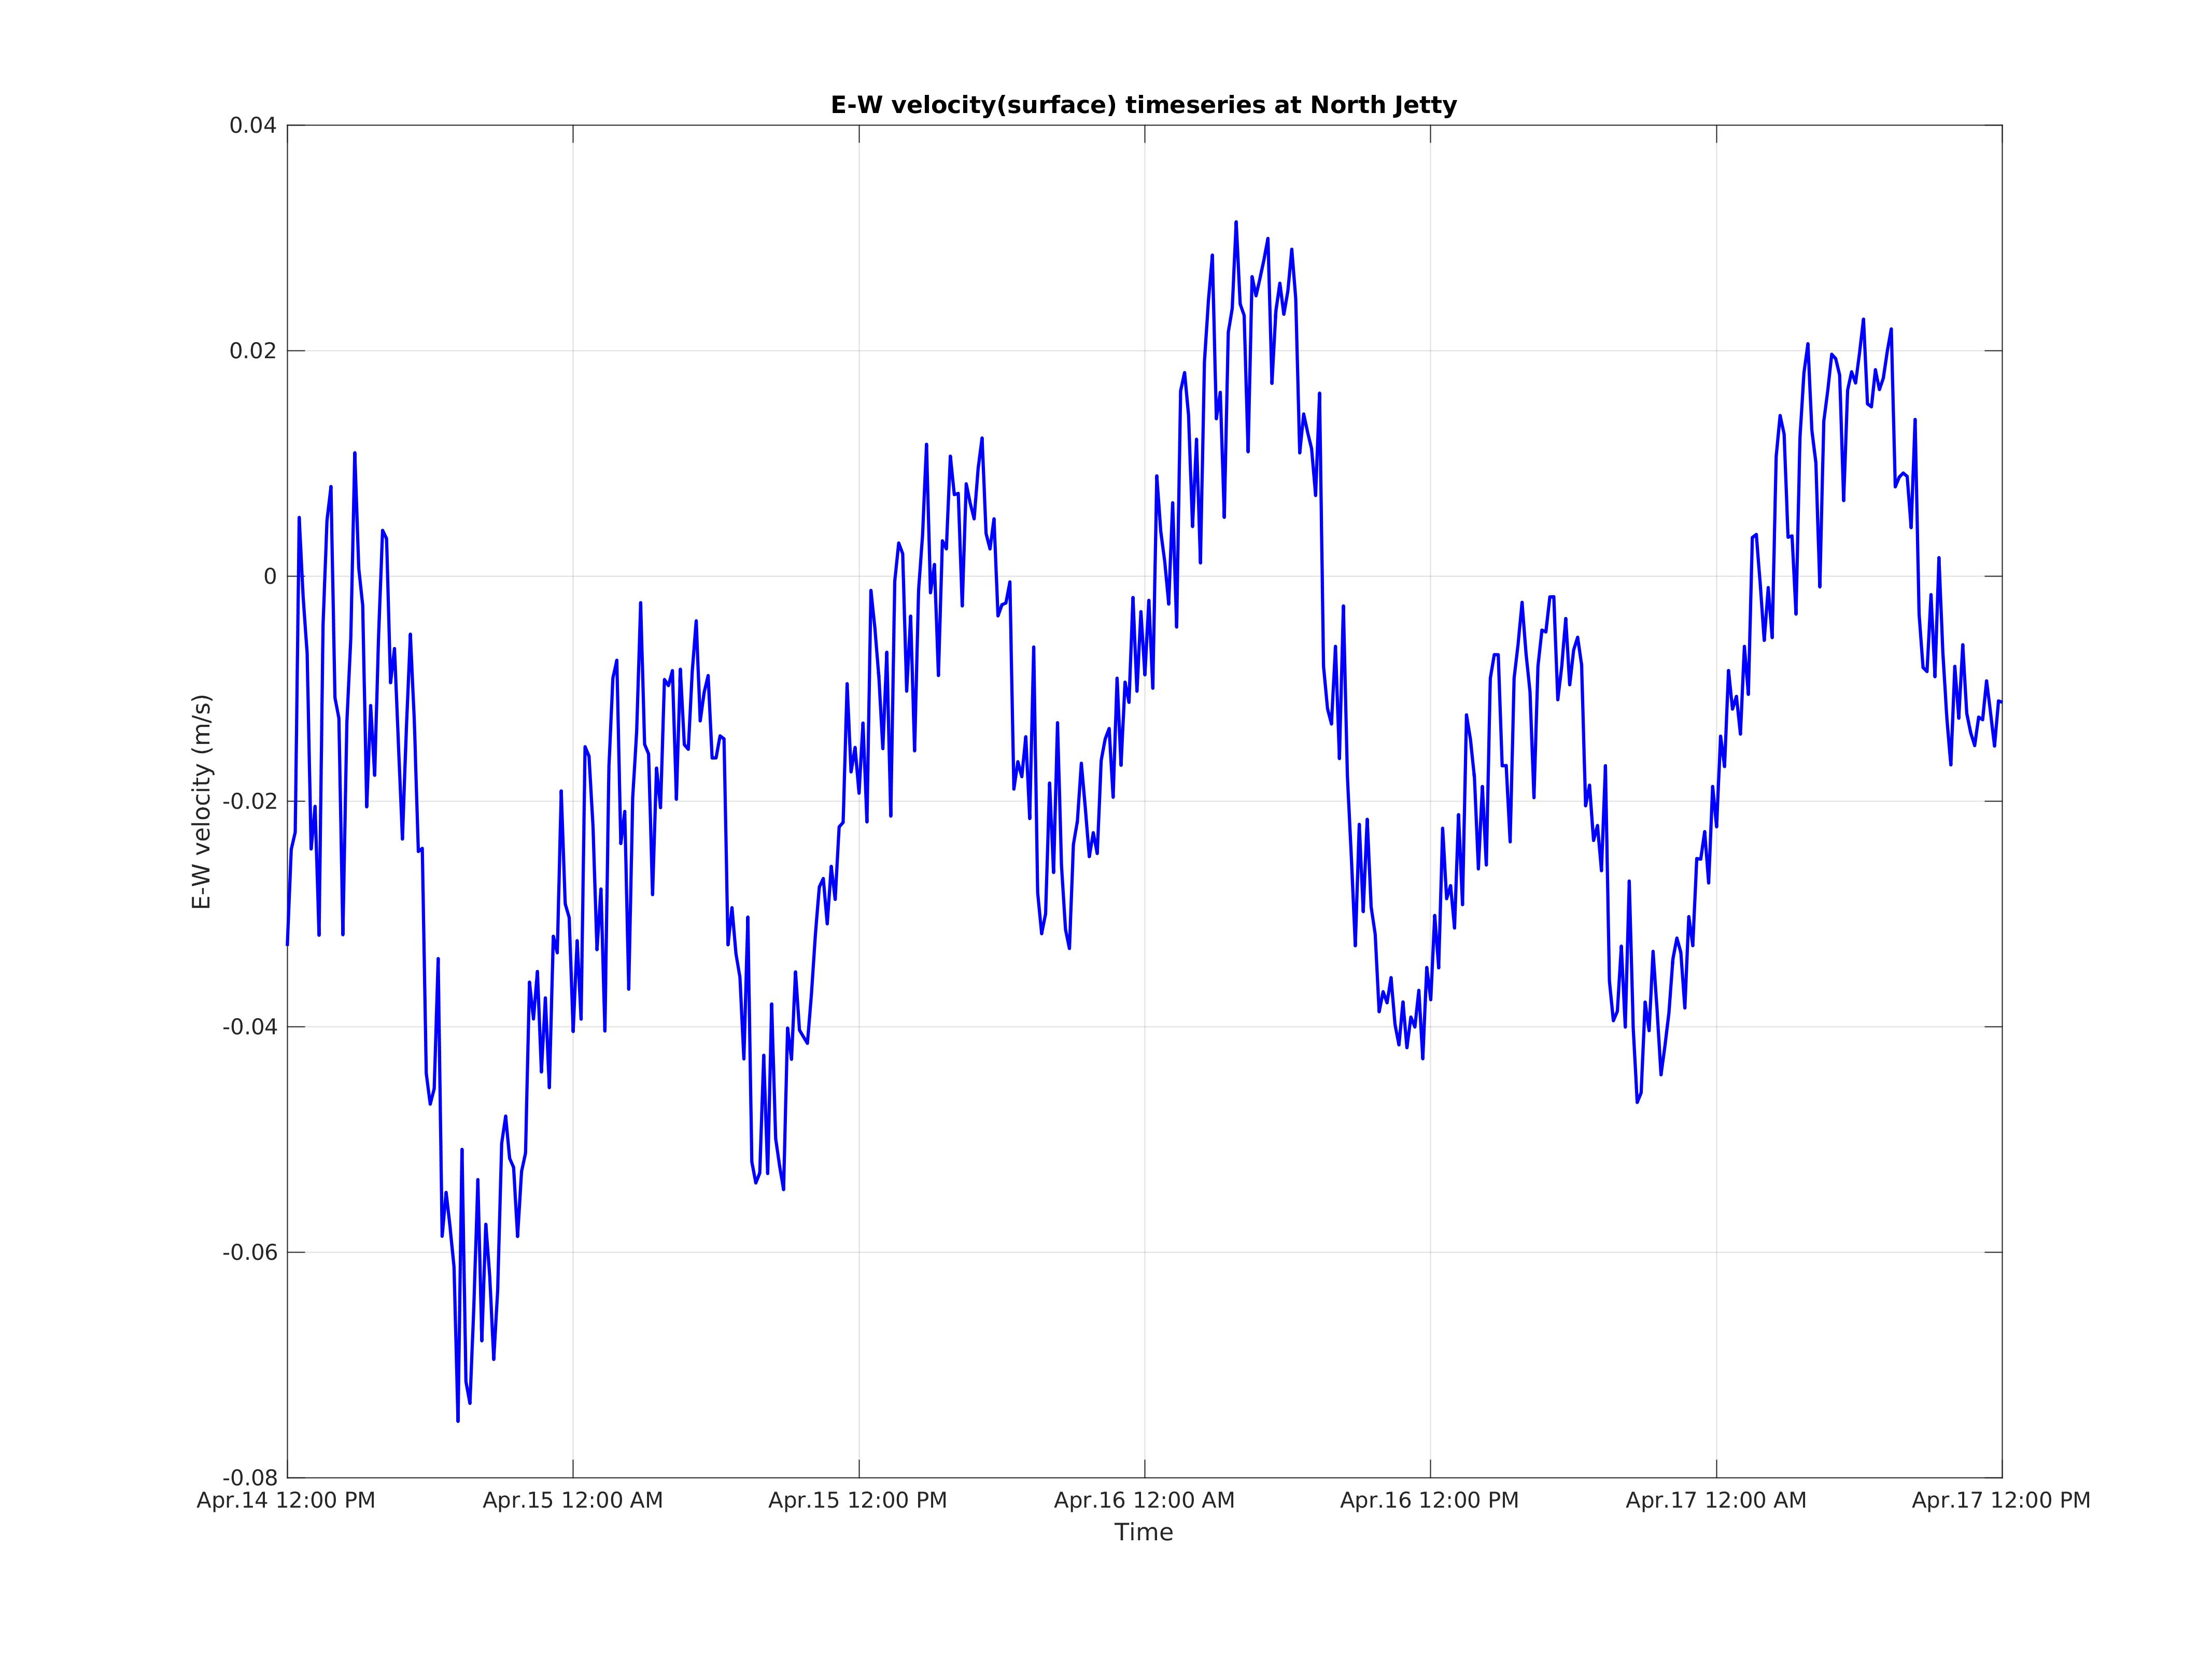 E-W velocity(surface) timeseries at North Jetty
0.04
0.02
0
-0.02
-0.04
-0.06
-0.08
E-W velocity (m/s)
Apr.14 12:00 PM
Apr.15 12:00 AM
Apr.15 12:00 PM
Apr.16 12:00 AM
Apr.16 12:00 PM
Apr.17 12:00 AM
Apr.17 12:00 PM
Time